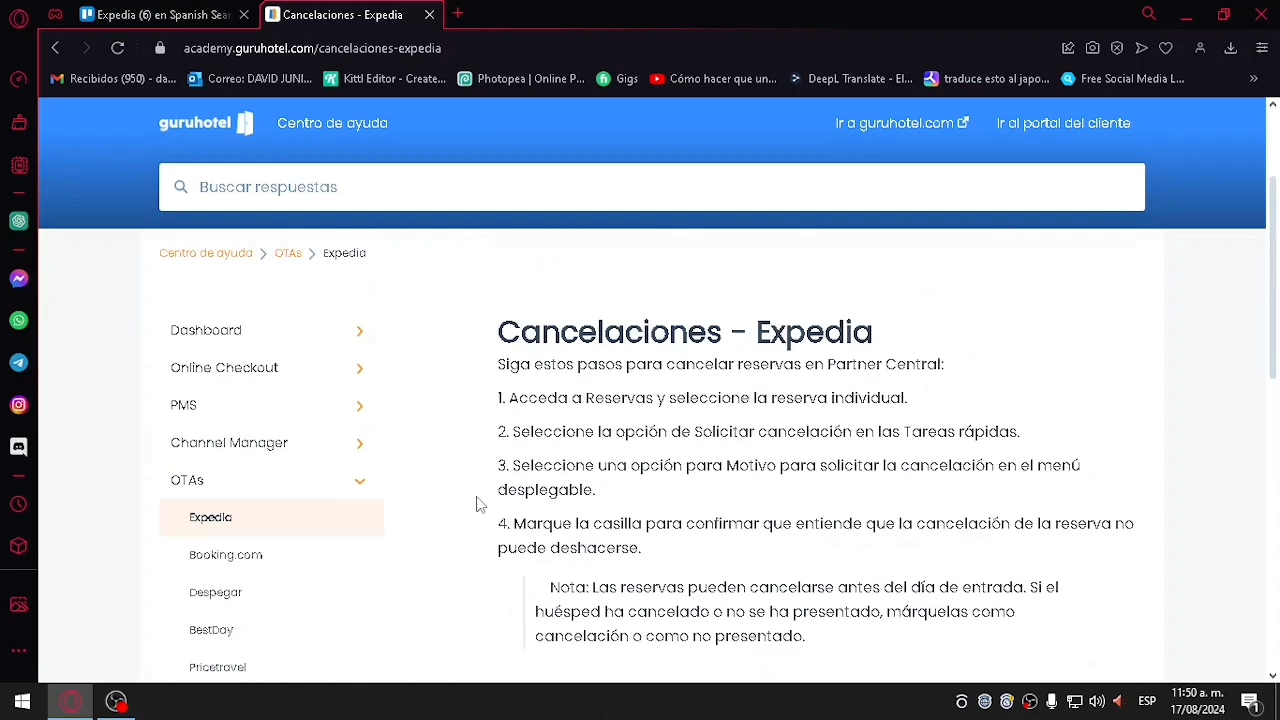 Expedia (6) en Spanish Sear
Cancelaciones - Expedia
academy.guruhotel.com/cancelaciones-expedia
Recibidos (950) - da...
Correo: DAVID JUNI...
Kittl Editor - Create...
Photopea | Online P...
Gigs
Cómo hacer que un...
DeepL Translate - El...
traduce esto al japo...
Free Social Media L...
guruhotel
Centro de ayuda
Ir a guruhotel.com
Ir al portal del cliente
Buscar respuestas
Centro de ayuda > OTAs > Expedia
Dashboard
Online Checkout
PMS
Channel Manager
OTAs
Expedia
Booking.com
Despegar
BestDay
Pricetravel
Cancelaciones - Expedia
Siga estos pasos para cancelar reservas en Partner Central:
1. Acceda a Reservas y seleccione la reserva individual.
2. Seleccione la opción de Solicitar cancelación en las Tareas rápidas.
3. Seleccione una opción para Motivo para solicitar la cancelación en el menú
desplegable.
4. Marque la casilla para confirmar que entiende que la cancelación de la reserva no
puede deshacerse.
Nota: Las reservas pueden cancelarse antes del día de entrada. Si el
huésped ha cancelado o no se ha presentado, márquelas como
cancelación o como no presentado.
ESP
11:50 a. m.
17/08/2024
1